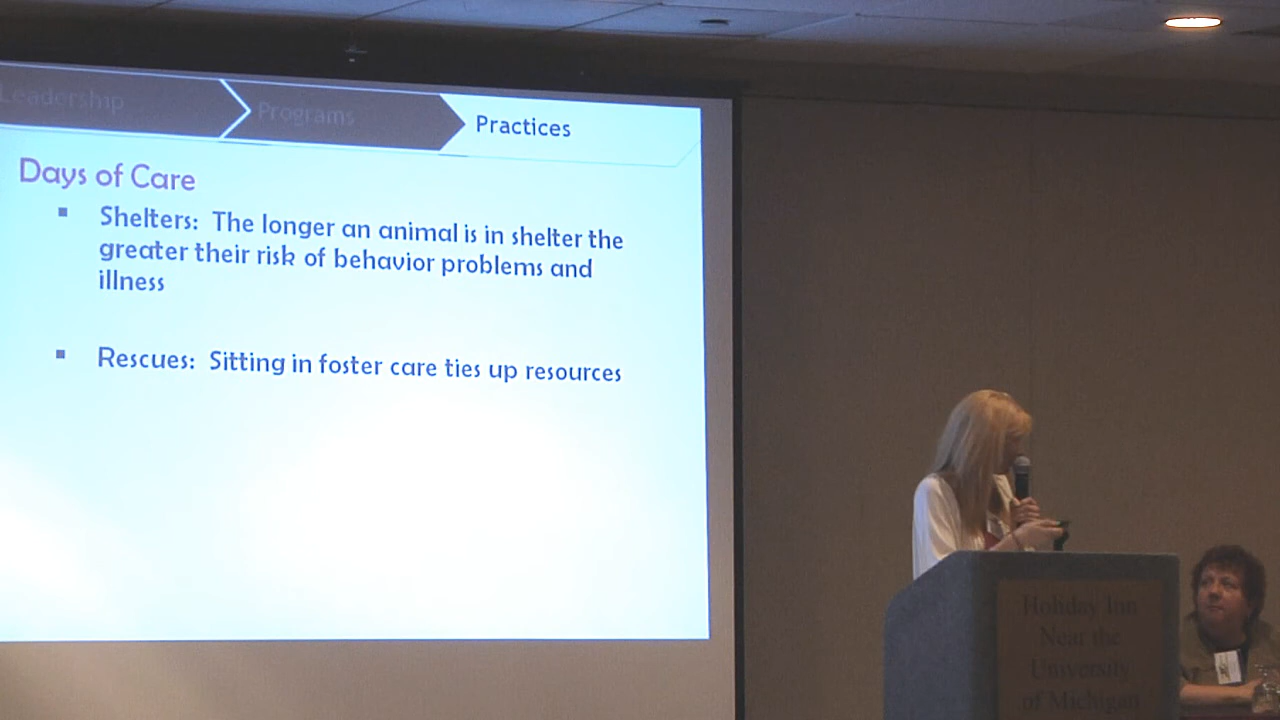 Leadership
Programs
Practices
Days of Care
Shelters: The longer an animal is in shelter the
greater their risk of behavior problems and
illness
Rescues: Sitting in foster care ties up resources
Holiday Inn
Near the
University
of Michigan